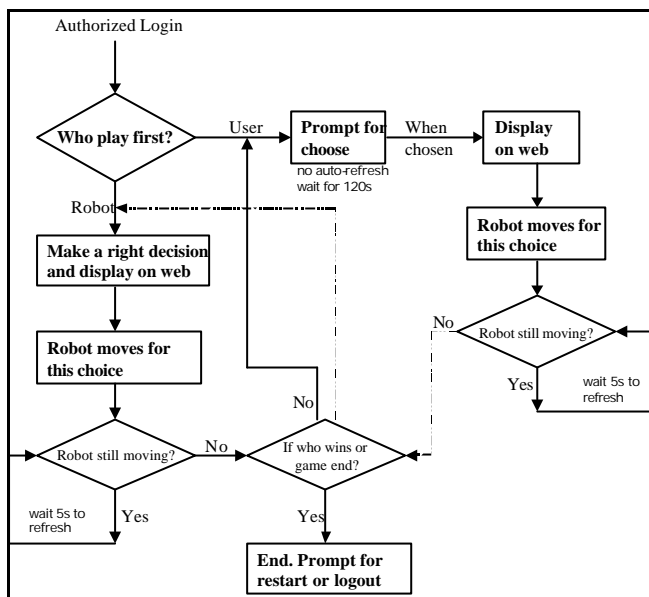 Authorized Login
Who play first?
User
Prompt for
choose
no auto-refresh
wait for 120s
When
chosen
Display
on web
Robot
Make a right decision
and display on web
Robot moves for
this choice
Robot still moving?
No
Yes
wait 5s to
refresh
Robot moves for
this choice
Robot still moving?
No
Yes
wait 5s to
refresh
If who wins or
game end?
No
Yes
End. Prompt for
restart or logout